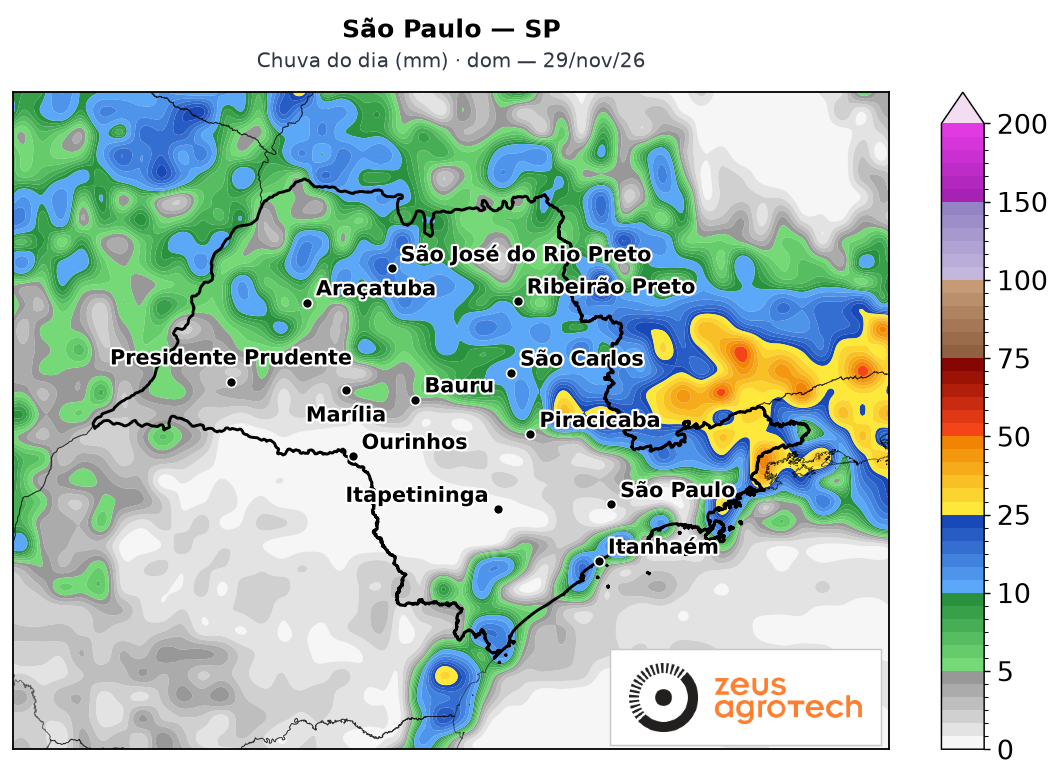 São Paulo — SP
Chuva do dia (mm) · dom — 29/nov/26
São José do Rio Preto
Araçatuba
Ribeirão Preto
Presidente Prudente
São Carlos
Bauru
Marília
Piracicaba
Ourinhos
Itapetininga
São Paulo
Itanhaém
200
150
100
75
50
25
10
5
0
zeus
agrotech